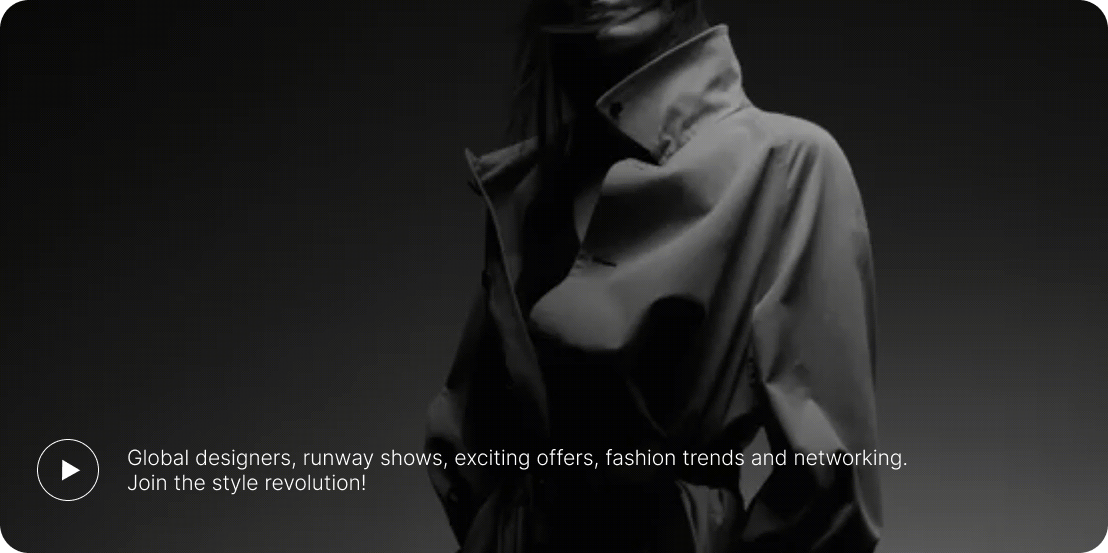 Global designers, runway shows, exciting offers, fashion trends and networking.
Join the style revolution!